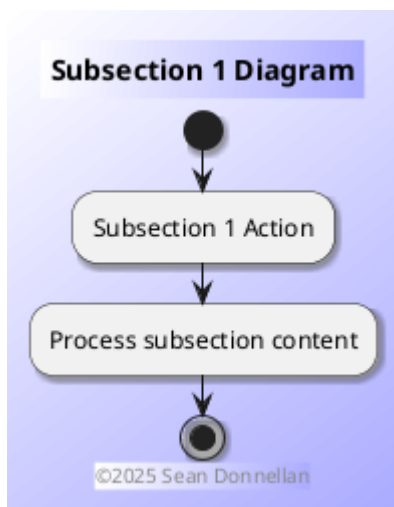 Subsection 1 Diagram
Subsection 1 Action
Process subsection content
©2025 Sean Donnellan